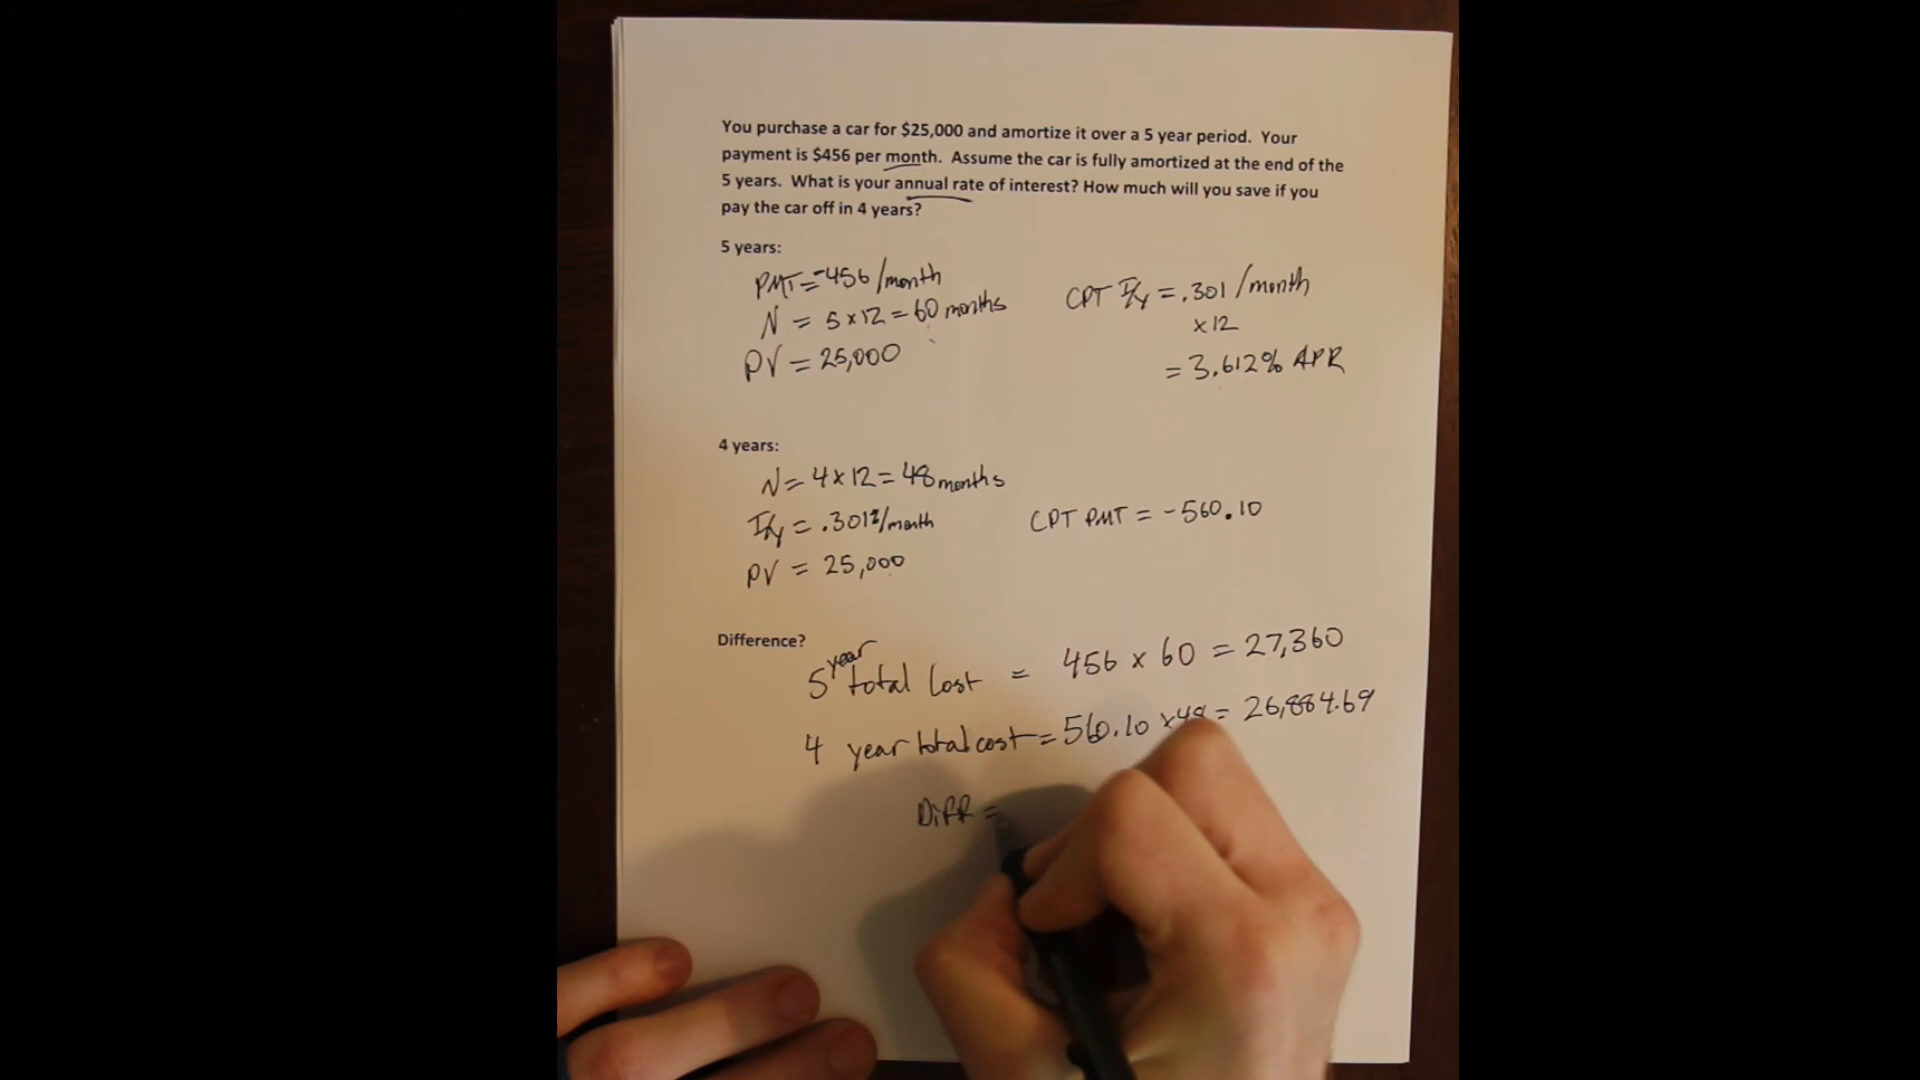 You purchase a car for $25,000 and amortize it over a 5 year period. Your
payment is $456 per month. Assume the car is fully amortized at the end of the
5 years. What is your annual rate of interest? How much will you save if you
pay the car off in 4 years?
5 years:
PMT = -456/month
N = 5 x 12 = 60 months
PV = 25,000
CPT I/y = .301/month
x12
= 3.612% APR
4 years:
N = 4 x 12 = 48 months
I/y = .301%/month
PV = 25,000
CPT PMT = -560.10
Difference?
5 year total cost = 456 x 60 = 27,360
4 year total cost = 560.10 x 48 = 26,884.69
Diff =